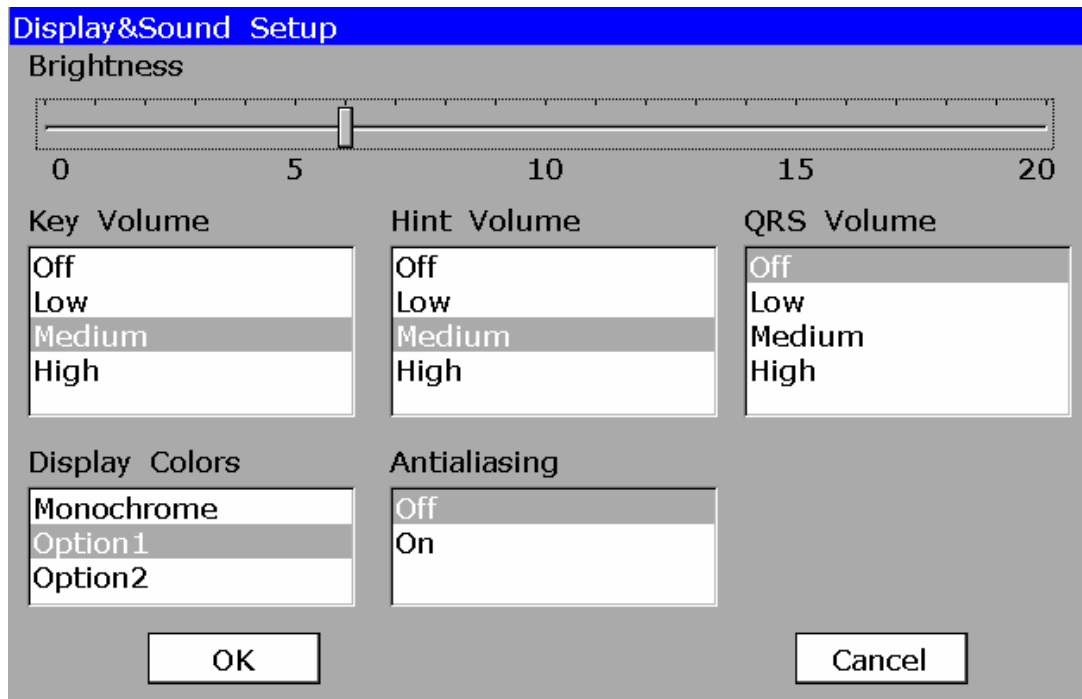 Display&Sound Setup
Brightness
0 5 10 15 20
Key Volume Hint Volume QRS Volume
Off Off Off
Low Low Low
Medium Medium Medium
High High High
Display Colors Antialiasing
Monochrome Off
Option1 On
Option2
OK Cancel